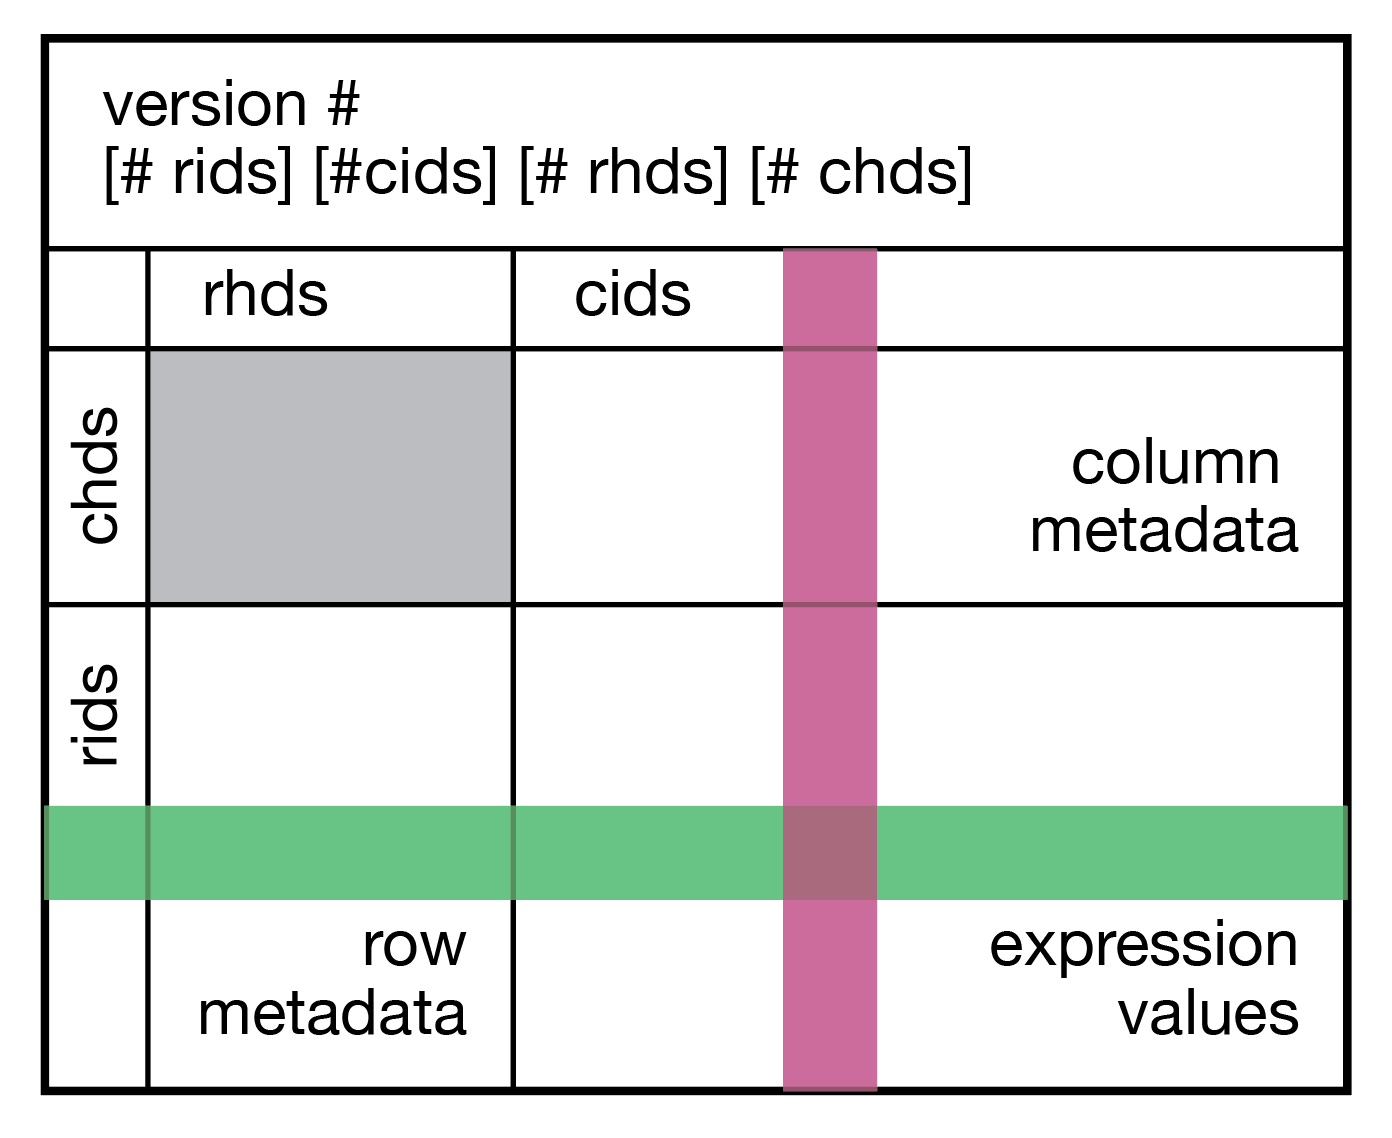 version #
[# rids] [#cids] [# rhds] [# chds]
rhds
cids
chds
column
metadata
rids
row
metadata
expression
values